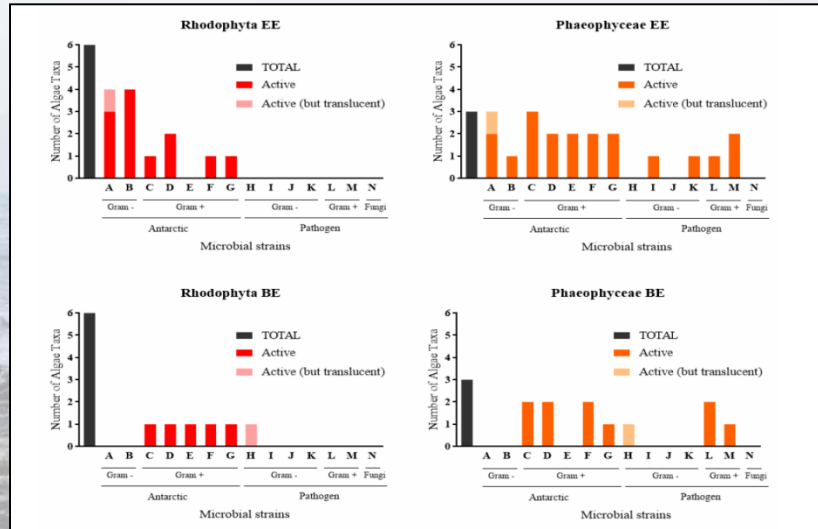 Rhodophyta EE
Number of Algae Taxa
6
5
4
3
2
1
0
TOTAL
Active
Active (but translucent)
A B C D E F G H I J K L M N
Gram - Gram + Gram - Gram + Fungi
Antarctic Pathogen
Microbial strains
Phaeophyceae EE
Number of Algae Taxa
6
5
4
3
2
1
0
TOTAL
Active
Active (but translucent)
A B C D E F G H I J K L M N
Gram - Gram + Gram - Gram + Fungi
Antarctic Pathogen
Microbial strains
Rhodophyta BE
Number of Algae Taxa
6
5
4
3
2
1
0
TOTAL
Active
Active (but translucent)
A B C D E F G H I J K L M N
Gram - Gram + Gram - Gram + Fungi
Antarctic Pathogen
Microbial strains
Phaeophyceae BE
Number of Algae Taxa
6
5
4
3
2
1
0
TOTAL
Active
Active (but translucent)
A B C D E F G H I J K L M N
Gram - Gram + Gram - Gram + Fungi
Antarctic Pathogen
Microbial strains